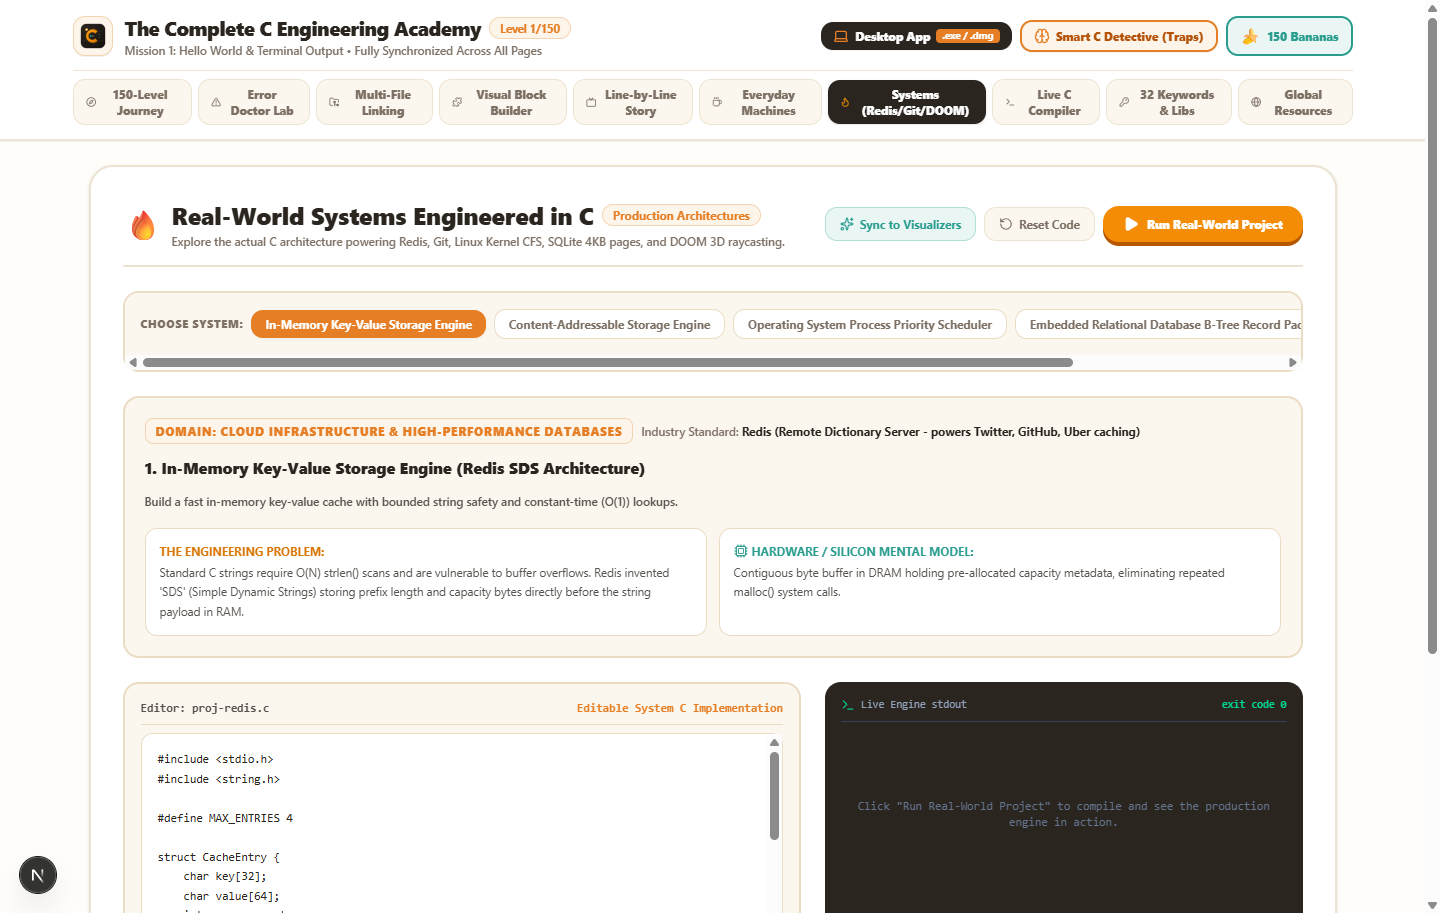 The Complete C Engineering Academy Level 1/150
Mission 1: Hello World & Terminal Output • Fully Synchronized Across All Pages
Desktop App .exe / .dmg
Smart C Detective (Traps)
150 Bananas
150-Level
Journey
Error
Doctor Lab
Multi-File
Linking
Visual Block
Builder
Line-by-Line
Story
Everyday
Machines
Systems
(Redis/Git/DOOM)
Live C
Compiler
32 Keywords
& Libs
Global
Resources
Real-World Systems Engineered in C Production Architectures
Explore the actual C architecture powering Redis, Git, Linux Kernel CFS, SQLite 4KB pages, and DOOM 3D raycasting.
Sync to Visualizers
Reset Code
Run Real-World Project
CHOOSE SYSTEM: In-Memory Key-Value Storage Engine Content-Addressable Storage Engine Operating System Process Priority Scheduler Embedded Relational Database B-Tree Record Pac
DOMAIN: CLOUD INFRASTRUCTURE & HIGH-PERFORMANCE DATABASES Industry Standard: Redis (Remote Dictionary Server - powers Twitter, GitHub, Uber caching)
1. In-Memory Key-Value Storage Engine (Redis SDS Architecture)
Build a fast in-memory key-value cache with bounded string safety and constant-time (O(1)) lookups.
THE ENGINEERING PROBLEM:
Standard C strings require O(N) strlen() scans and are vulnerable to buffer overflows. Redis invented
'SDS' (Simple Dynamic Strings) storing prefix length and capacity bytes directly before the string
payload in RAM.
HARDWARE / SILICON MENTAL MODEL:
Contiguous byte buffer in DRAM holding pre-allocated capacity metadata, eliminating repeated
malloc() system calls.
Editor: proj-redis.c Editable System C Implementation
#include <stdio.h>
#include <string.h>
#define MAX_ENTRIES 4
struct CacheEntry {
char key[32];
char value[64];
Live Engine stdout exit code 0
Click "Run Real-World Project" to compile and see the production
engine in action.
N